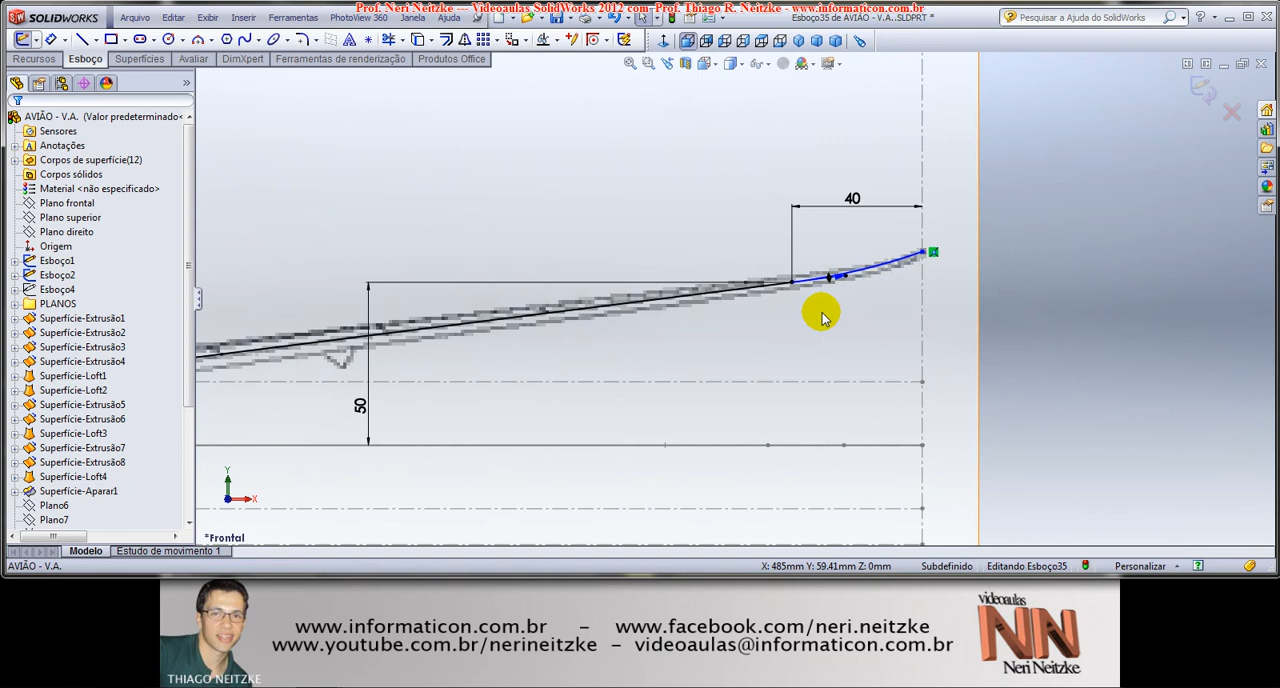 Prof. Neri Neitzke --- Videoaulas SolidWorks 2012 com Prof. Thiago R. Neitzke - www.informaticon.com.br
SOLIDWORKS Arquivo Editar Exibir Inserir Ferramentas PhotoView 360 My Toolbox Janela Ajuda Esboço35 de AVIÃO - V.A..SLDPRT * Pesquisar a Ajuda do SolidWorks
Recursos Esboço Superfícies Avaliar DimXpert Ferramentas de renderização Produtos Office
AVIÃO - V.A. (Valor predeterminado<
Sensores
Anotações
Corpos de superfície(12)
Corpos sólidos
Material <não especificado>
Plano frontal
Plano superior
Plano direito
Origem
Esboço1
Esboço2
Esboço4
PLANOS
Superfície-Extrusão1
Superfície-Extrusão2
Superfície-Extrusão3
Superfície-Extrusão4
Superfície-Loft1
Superfície-Loft2
Superfície-Extrusão5
Superfície-Extrusão6
Superfície-Loft3
Superfície-Extrusão7
Superfície-Extrusão8
Superfície-Loft4
Superfície-Aparar1
Plano6
Plano7
40
50
Y
X
*Frontal
Modelo Estudo de movimento 1
AVIÃO - V.A. X: 485mm Y: 59.41mm Z: 0mm Subdefinido Editando Esboço35 Personalizar
www.informaticon.com.br - www.facebook.com/neri.neitzke
www.youtube.com.br/nerineitzke - videoaulas@informaticon.com.br
THIAGO NEITZKE
videoaulas
NN
Neri Neitzke